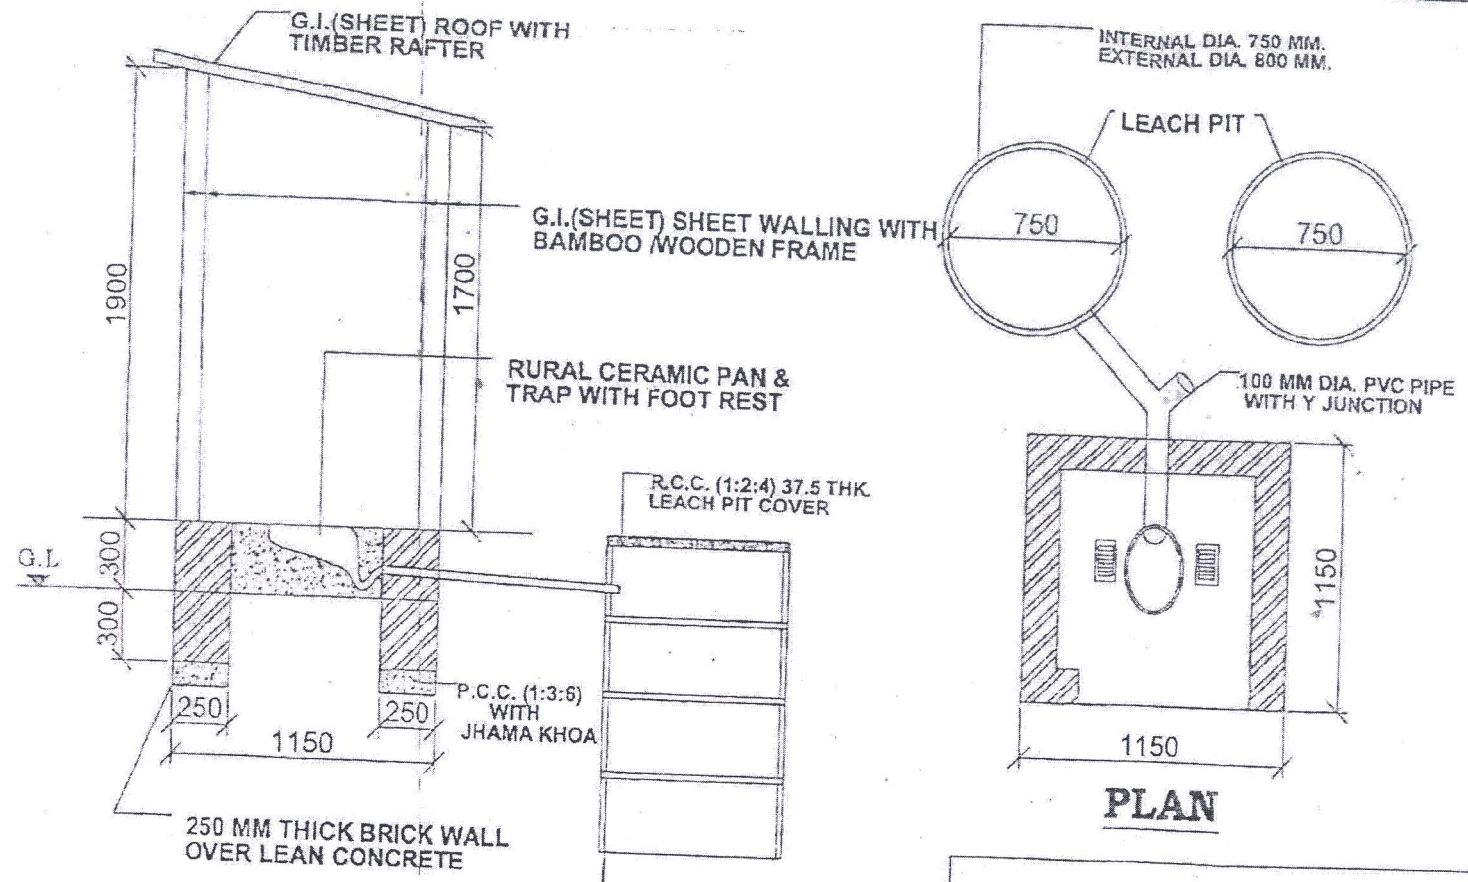 G.I.(SHEET) ROOF WITH
TIMBER RAFTER
INTERNAL DIA. 750 MM.
EXTERNAL DIA. 800 MM.
LEACH PIT
750
750
G.I.(SHEET) SHEET WALLING WITH
BAMBOO /WOODEN FRAME
1900
1700
RURAL CERAMIC PAN &
TRAP WITH FOOT REST
100 MM DIA. PVC PIPE
WITH Y JUNCTION
R.C.C. (1:2:4) 37.5 THK.
LEACH PIT COVER
G.L
300
300
1150
P.C.C. (1:3:6)
WITH
JHAMA KHOA
250
250
1150
1150
PLAN
250 MM THICK BRICK WALL
OVER LEAN CONCRETE